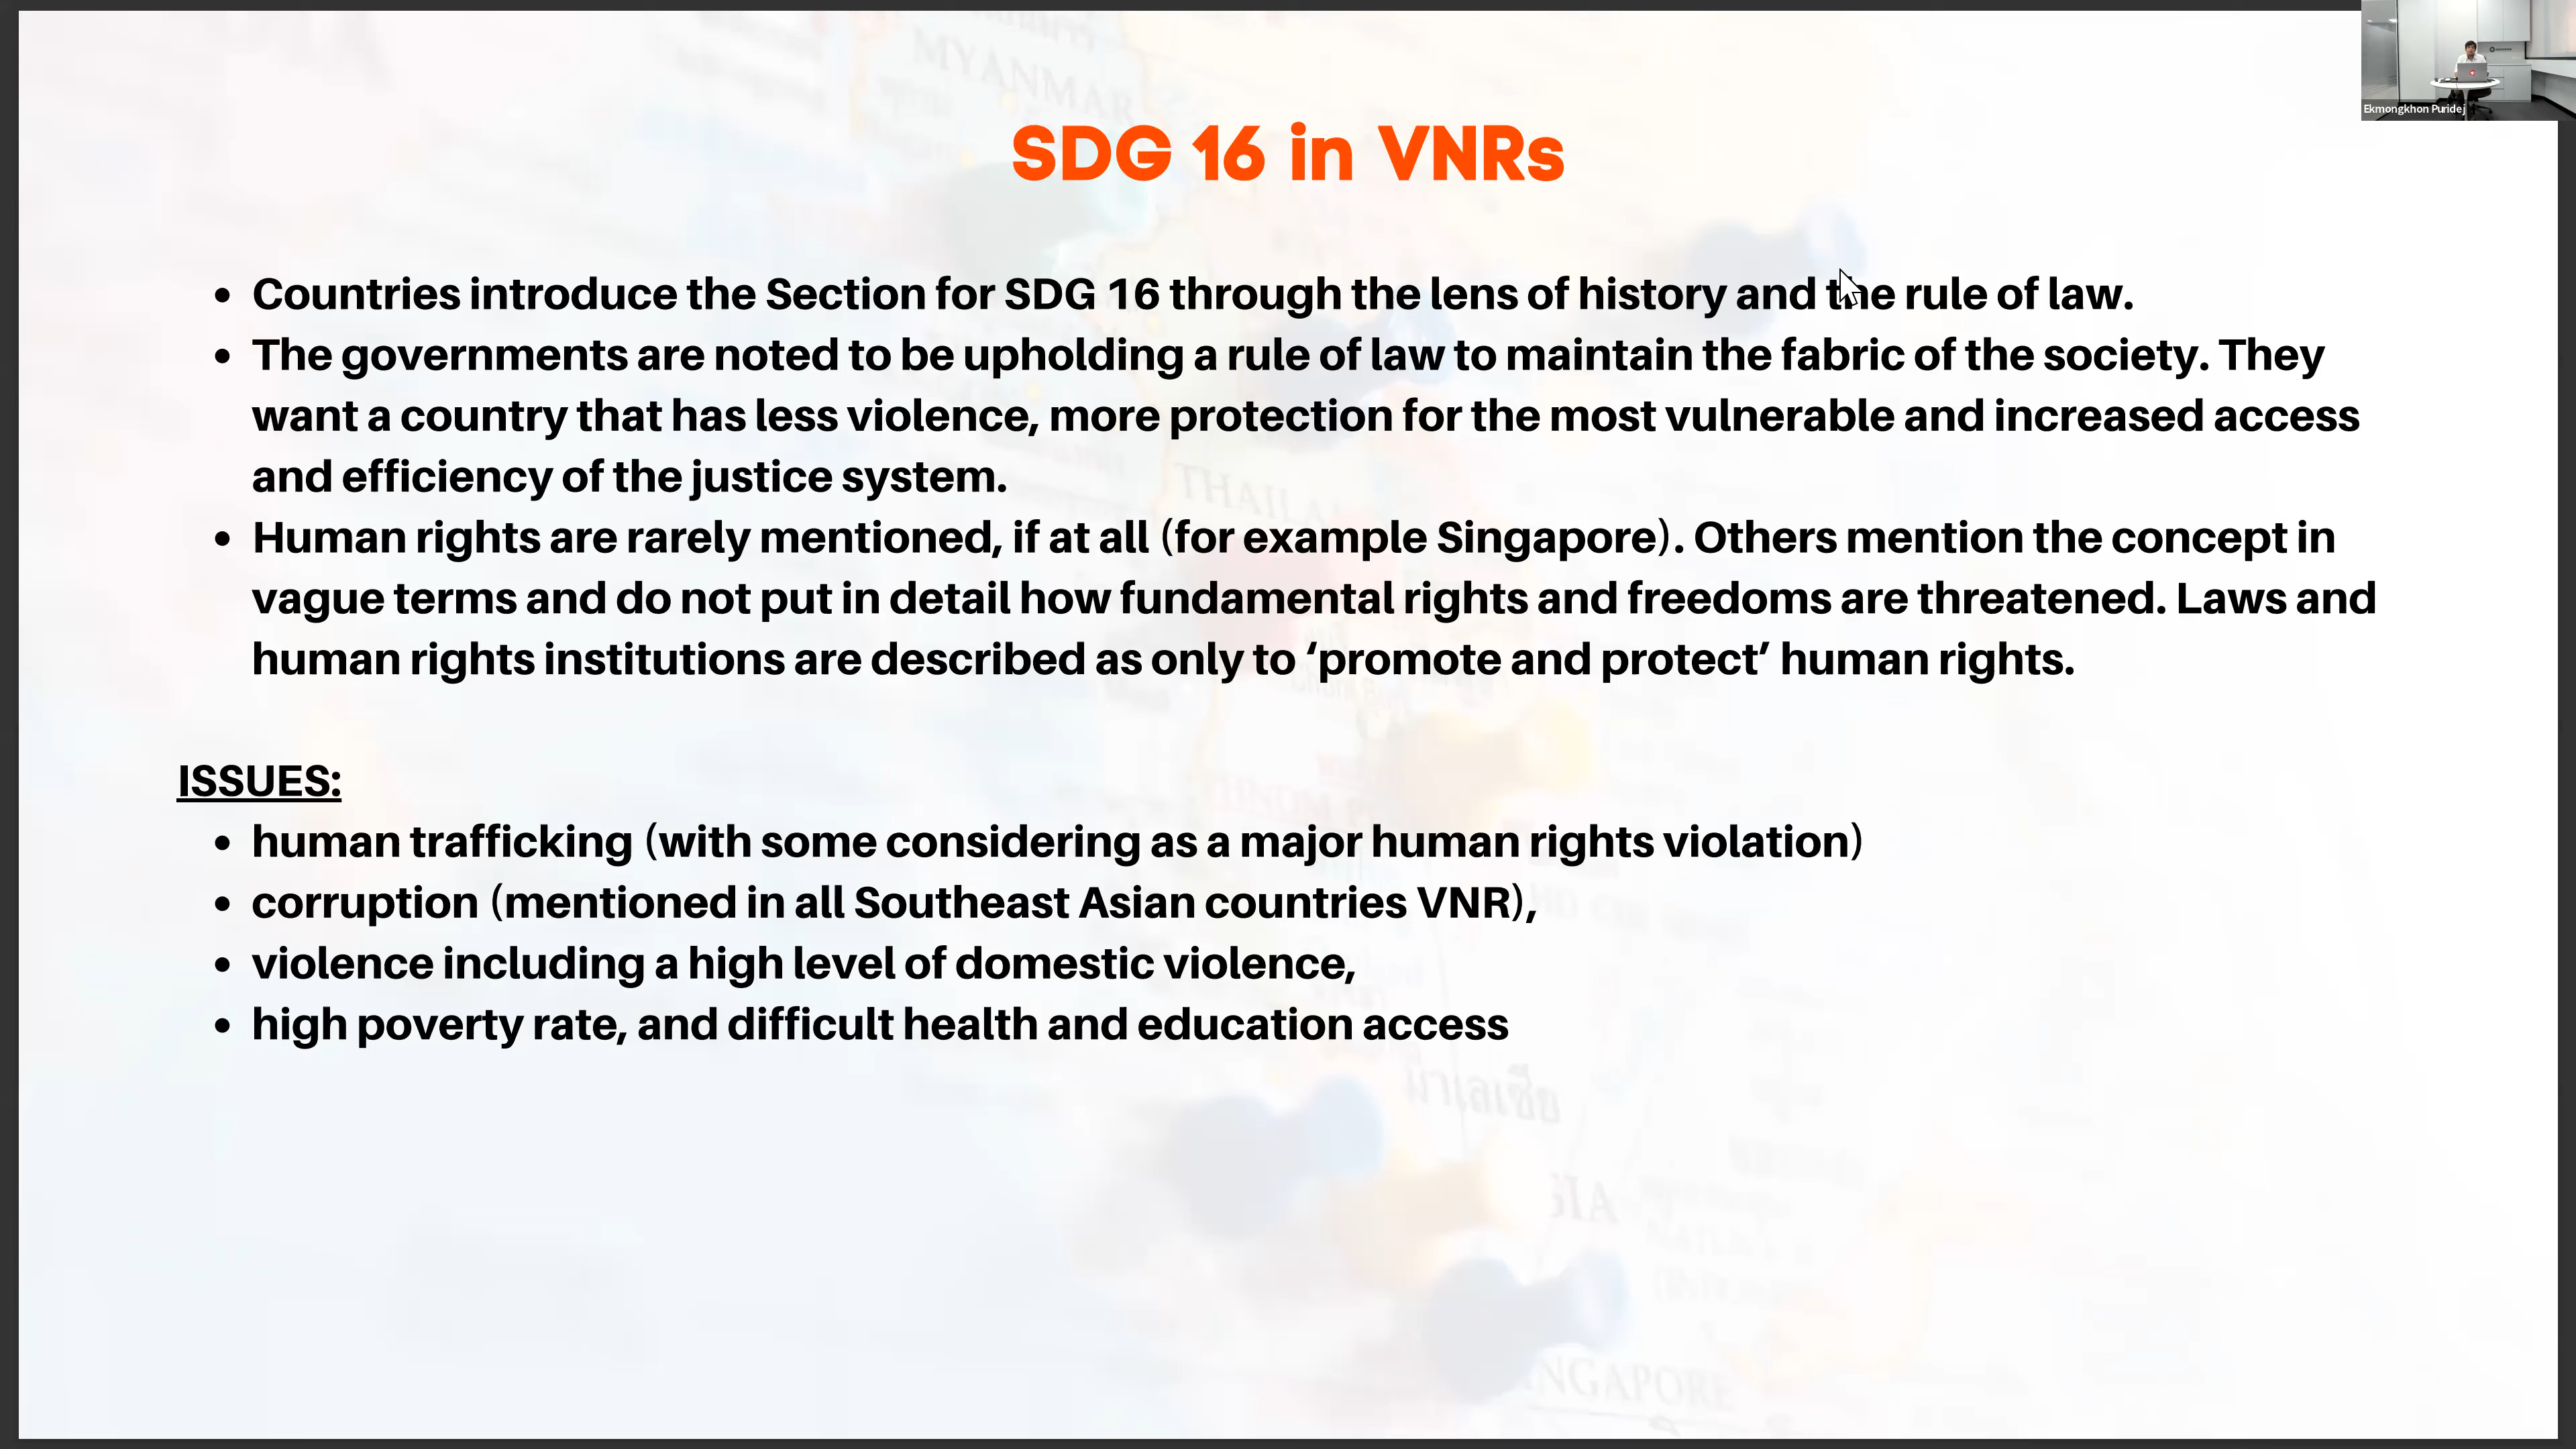 MYANMAR
Ekmongkhon Puridej
SDG 16 in VNRs
• Countries introduce the Section for SDG 16 through the lens of history and the rule of law.
• The governments are noted to be upholding a rule of law to maintain the fabric of the society. They
want a country that has less violence, more protection for the most vulnerable and increased access
and efficiency of the justice system.
• Human rights are rarely mentioned, if at all (for example Singapore). Others mention the concept in
vague terms and do not put in detail how fundamental rights and freedoms are threatened. Laws and
human rights institutions are described as only to ‘promote and protect’ human rights.
ISSUES:
• human trafficking (with some considering as a major human rights violation)
• corruption (mentioned in all Southeast Asian countries VNR),
• violence including a high level of domestic violence,
• high poverty rate, and difficult health and education access